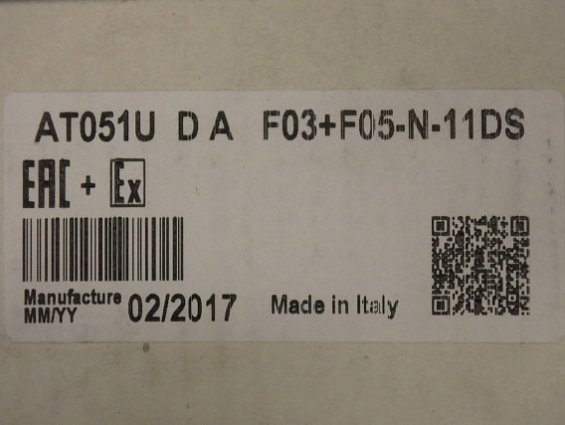 AT051U D A F03+F05-N-11DS
EAC + Ex
Manufacture
MM/YY
02/2017
Made in Italy